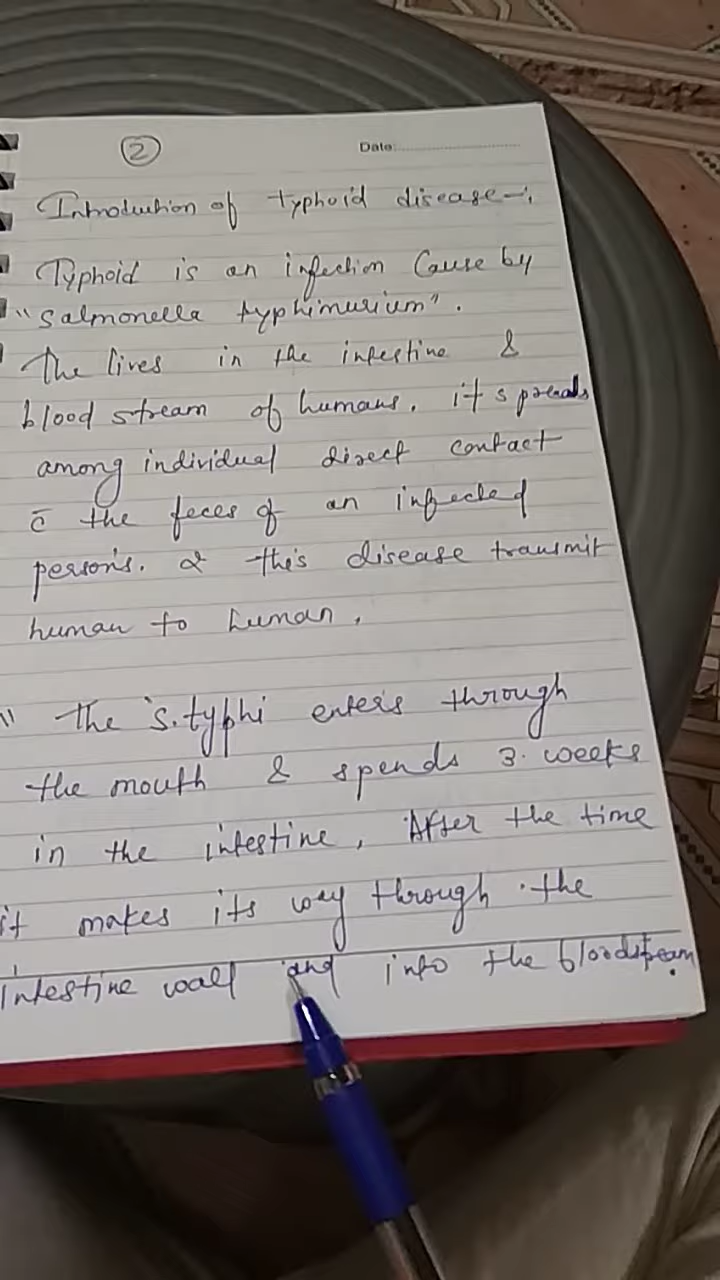 2
Date:
Introduction of typhoid disease-:
Typhoid is an infection Cause by
"Salmonella typhimurium".
The lives in the intestine &
blood stream of humans. it spreads
among individual direct contact
c̄ the feces of an infected
person's. & this disease transmit
human to human.
" The 's.typhi enters through
the mouth & spends 3. weeks
in the intestine, After the time
it makes its way through the
Intestine wall and into the bloodstream.